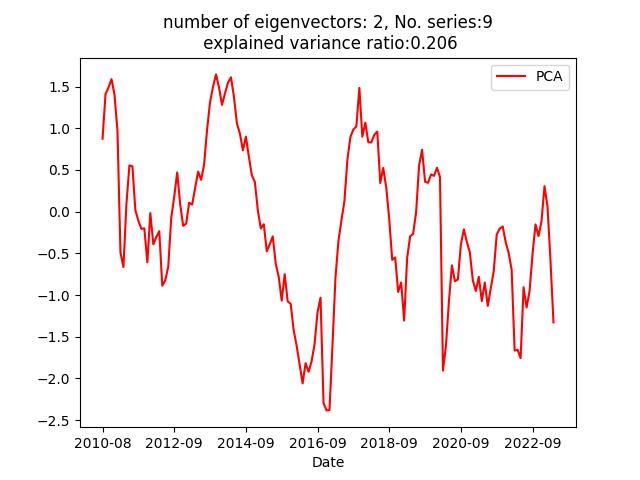 number of eigenvectors: 2, No. series:9
explained variance ratio:0.206
PCA
1.5
1.0
0.5
0.0
−0.5
−1.0
−1.5
−2.0
−2.5
2010-08 2012-09 2014-09 2016-09 2018-09 2020-09 2022-09
Date